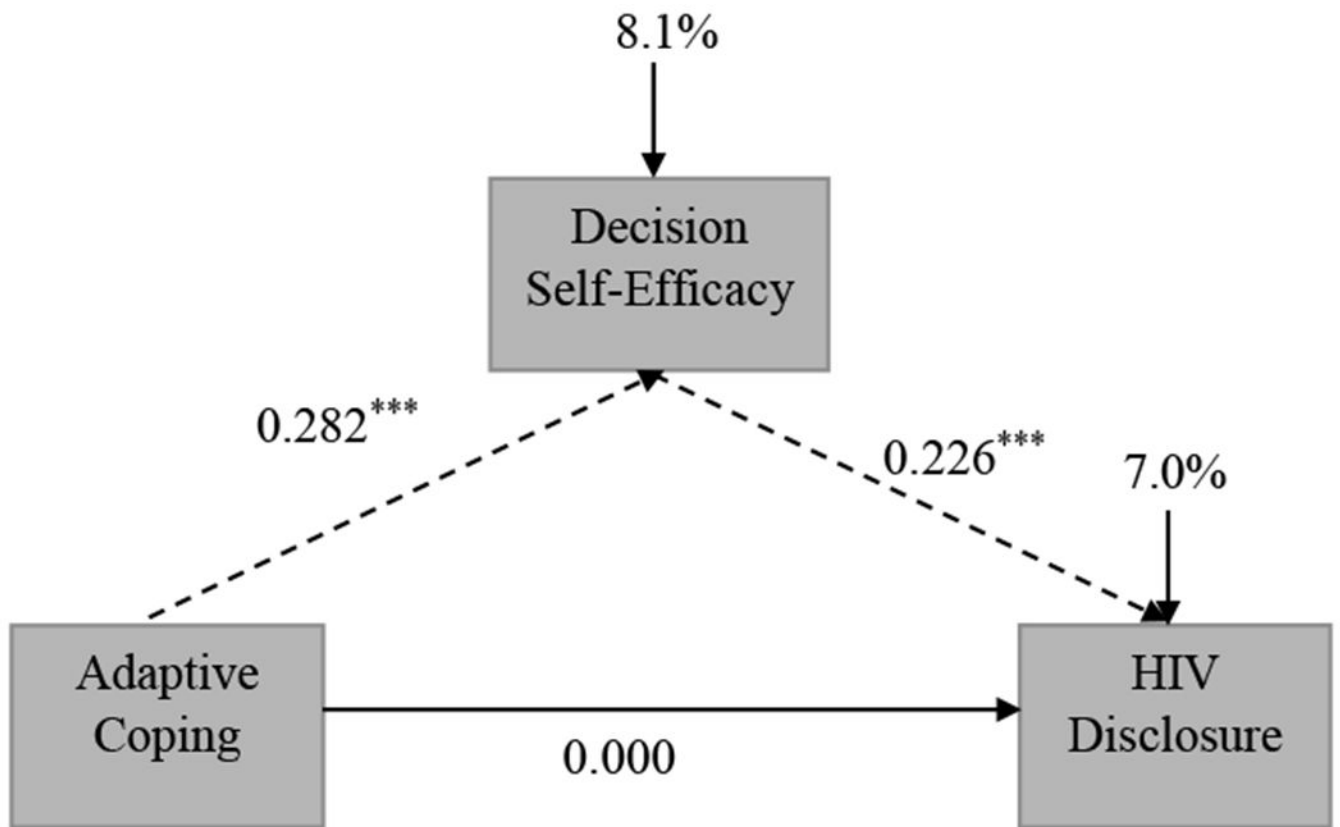 8.1%
Decision
Self-Efficacy
0.282***
0.226***
7.0%
Adaptive
Coping
0.000
HIV
Disclosure